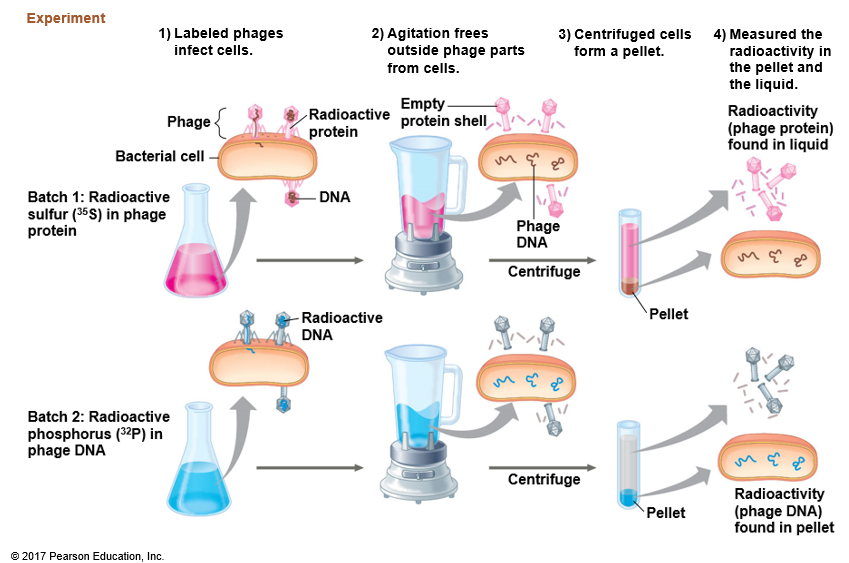 Experiment
1) Labeled phages
infect cells.
2) Agitation frees
outside phage parts
from cells.
3) Centrifuged cells
form a pellet.
4) Measured the
radioactivity in
the pellet and
the liquid.
Phage
Radioactive
protein
Bacterial cell
DNA
Batch 1: Radioactive
sulfur (³⁵S) in phage
protein
Empty
protein shell
Phage
DNA
Centrifuge
Pellet
Radioactivity
(phage protein)
found in liquid
Radioactive
DNA
Batch 2: Radioactive
phosphorus (³²P) in
phage DNA
Centrifuge
Pellet
Radioactivity
(phage DNA)
found in pellet
© 2017 Pearson Education, Inc.